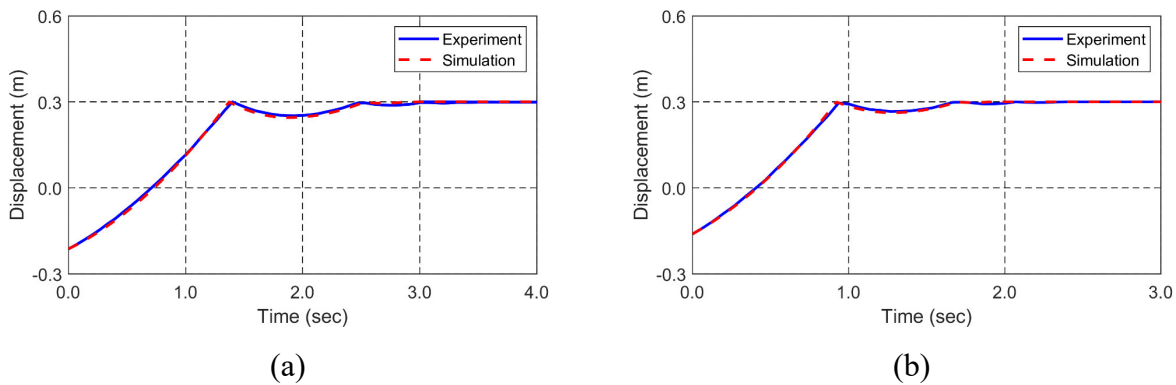 0.6
0.3
0.0
-0.3
Displacement (m)
0.0 1.0 2.0 3.0 4.0
Time (sec)
Experiment
Simulation
(a)
0.6
0.3
0.0
-0.3
Displacement (m)
0.0 1.0 2.0 3.0
Time (sec)
Experiment
Simulation
(b)